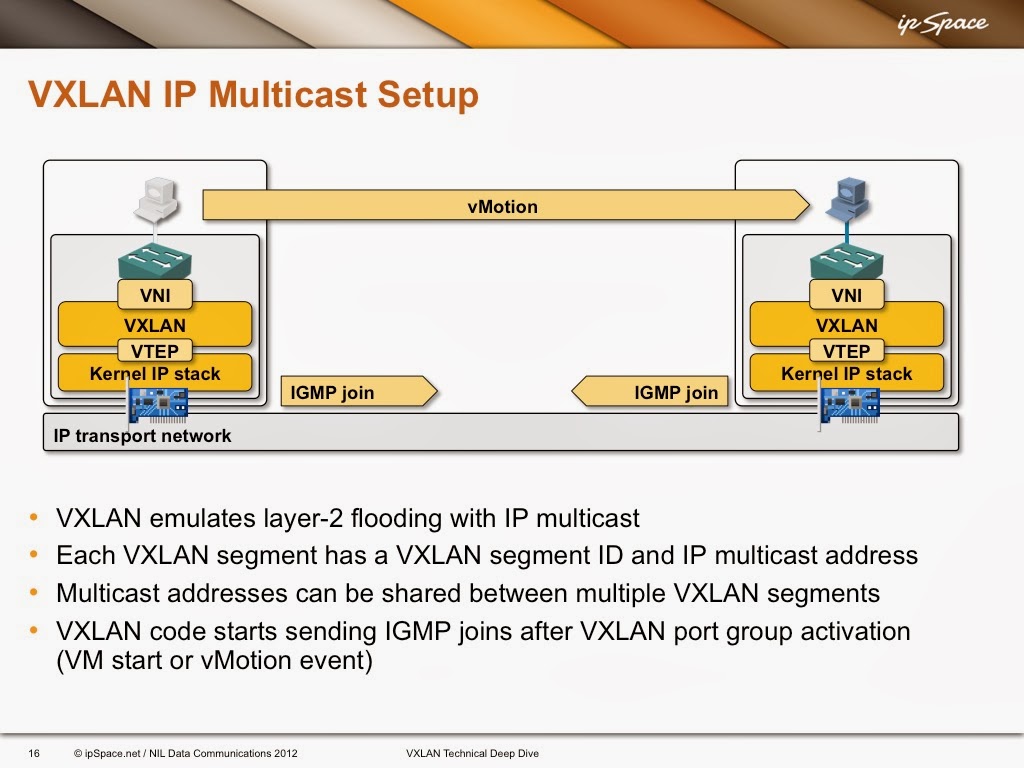 ipSpace
VXLAN IP Multicast Setup
vMotion
VNI
VXLAN
VTEP
Kernel IP stack
IGMP join
IGMP join
VNI
VXLAN
VTEP
Kernel IP stack
IP transport network
• VXLAN emulates layer-2 flooding with IP multicast
• Each VXLAN segment has a VXLAN segment ID and IP multicast address
• Multicast addresses can be shared between multiple VXLAN segments
• VXLAN code starts sending IGMP joins after VXLAN port group activation
(VM start or vMotion event)
16 © ipSpace.net / NIL Data Communications 2012 VXLAN Technical Deep Dive